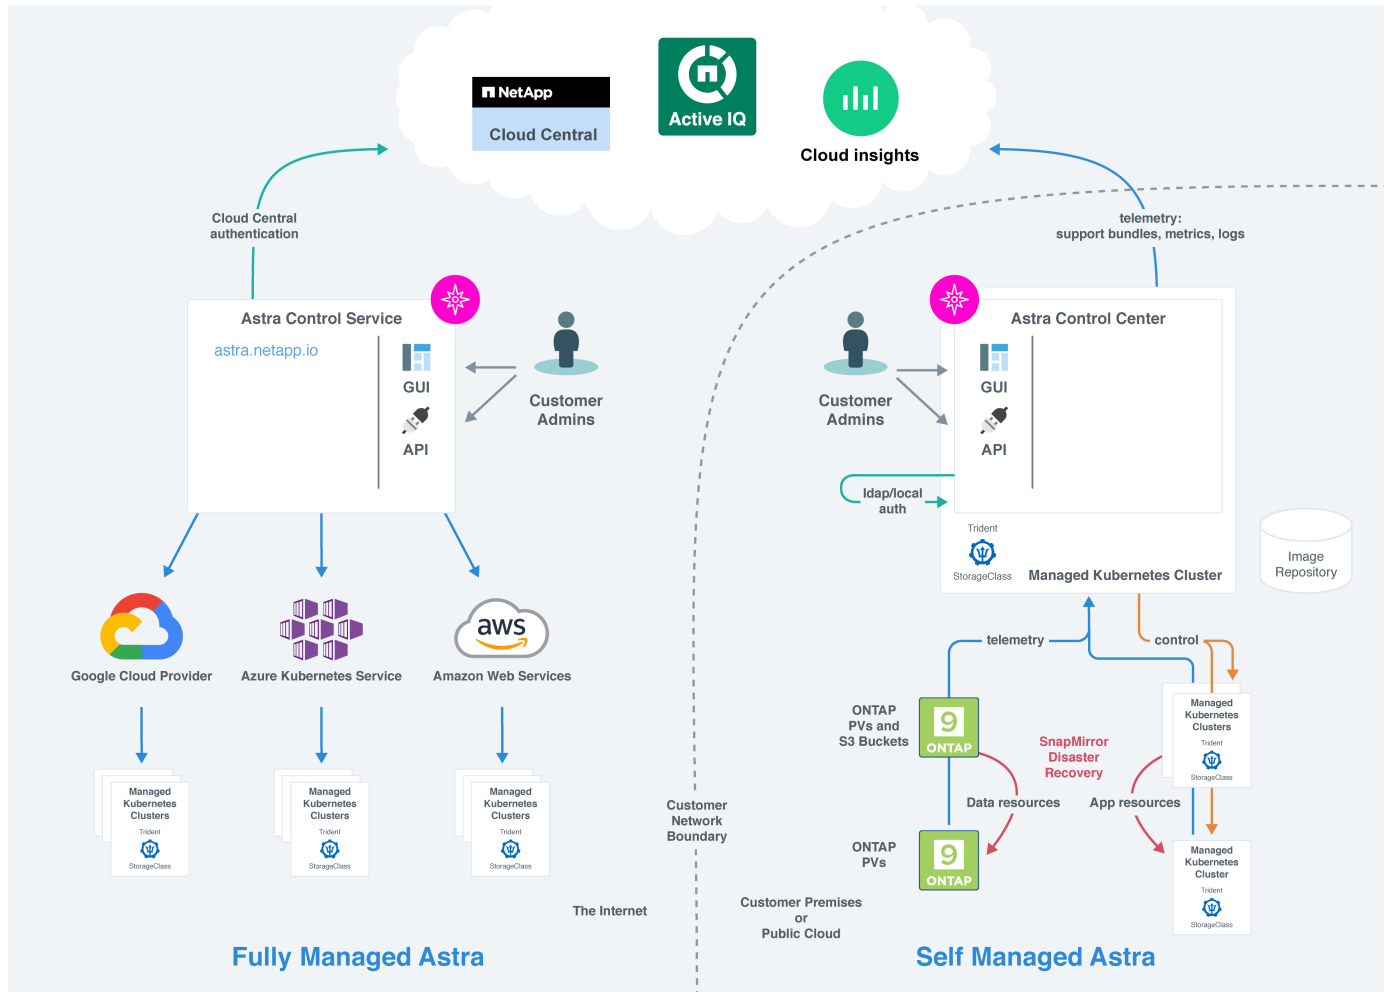 NetApp
Cloud Central
Active IQ
Cloud insights
Cloud Central
authentication
telemetry:
support bundles, metrics, logs
Astra Control Service
astra.netapp.io
GUI
API
Customer
Admins
Customer
Admins
Astra Control Center
GUI
API
ldap/local
auth
Trident
StorageClass
Managed Kubernetes Cluster
Image
Repository
Google Cloud Provider
Azure Kubernetes Service
aws
Amazon Web Services
Managed
Kubernetes
Clusters
Trident
StorageClass
Managed
Kubernetes
Clusters
Trident
StorageClass
Managed
Kubernetes
Clusters
Trident
StorageClass
telemetry
control
ONTAP
PVs and
S3 Buckets
9
ONTAP
SnapMirror
Disaster
Recovery
Managed
Kubernetes
Clusters
Trident
StorageClass
Data resources
App resources
ONTAP
PVs
9
ONTAP
Managed
Kubernetes
Cluster
Trident
StorageClass
Customer
Network
Boundary
The Internet
Customer Premises
or
Public Cloud
Fully Managed Astra
Self Managed Astra